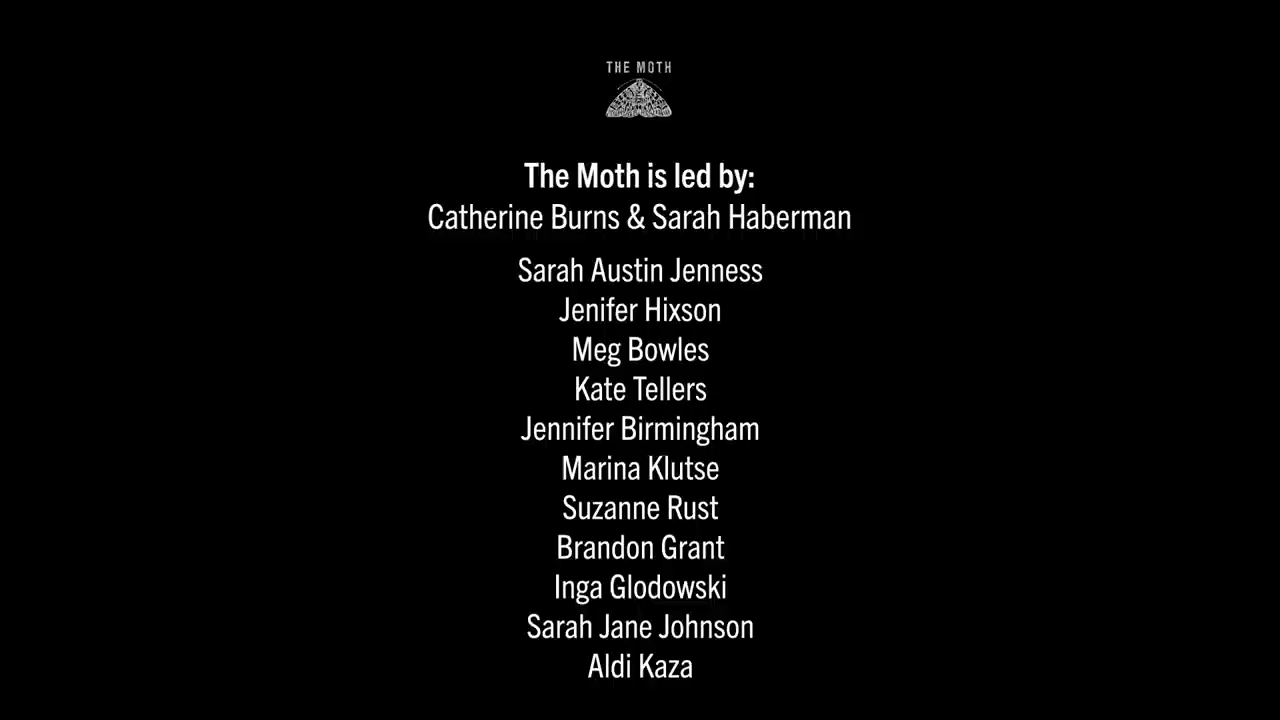 THE MOTH
The Moth is led by:
Catherine Burns & Sarah Haberman
Sarah Austin Jenness
Jenifer Hixson
Meg Bowles
Kate Tellers
Jennifer Birmingham
Marina Klutse
Suzanne Rust
Brandon Grant
Inga Glodowski
Sarah Jane Johnson
Aldi Kaza